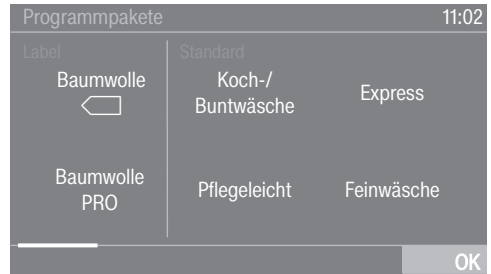 Programmpakete 11:02
Label Standard
Baumwolle
Koch-/
Buntwäsche
Express
Baumwolle
PRO
Pflegeleicht
Feinwäsche
OK